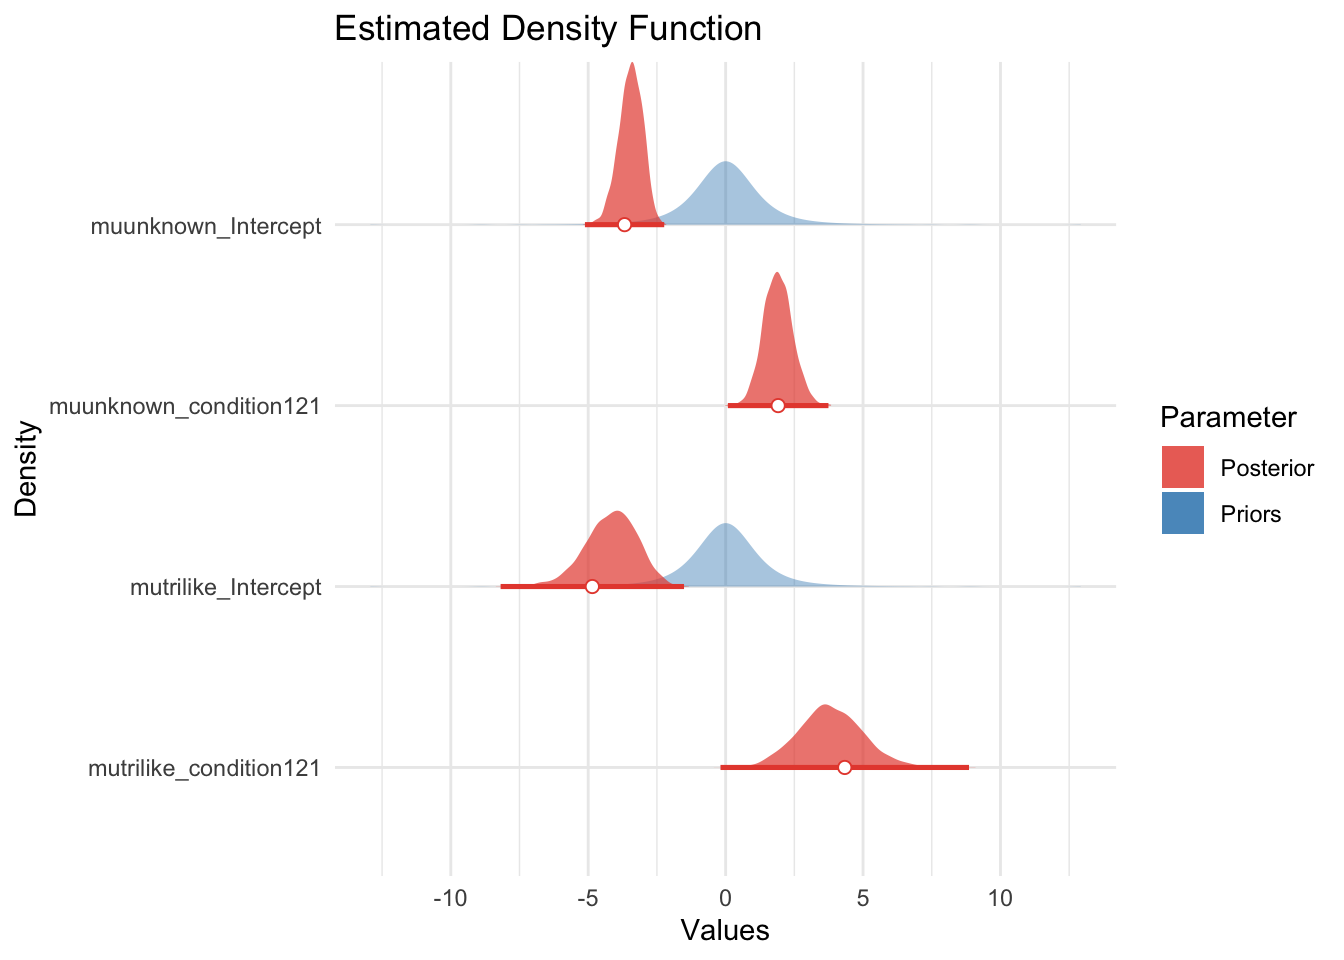 Estimated Density Function
muunknown_Intercept
muunknown_condition121
mutrilike_Intercept
mutrilike_condition121
Density
-10
-5
0
5
10
Values
Parameter
Posterior
Priors